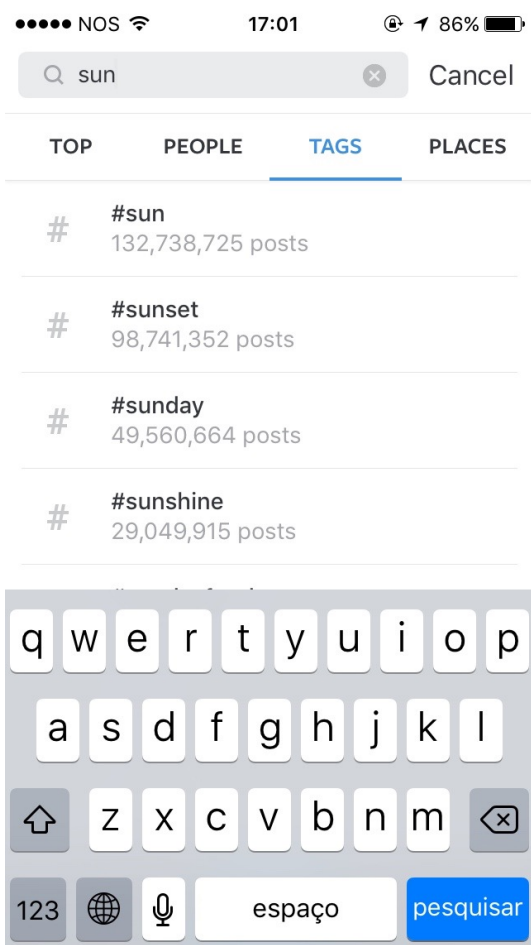 NOS 17:01 86%
sun Cancel
TOP PEOPLE TAGS PLACES
#
#sun
132,738,725 posts
#
#sunset
98,741,352 posts
#
#sunday
49,560,664 posts
#
#sunshine
29,049,915 posts
q w e r t y u i o p
a s d f g h j k l
z x c v b n m
123 espaço pesquisar